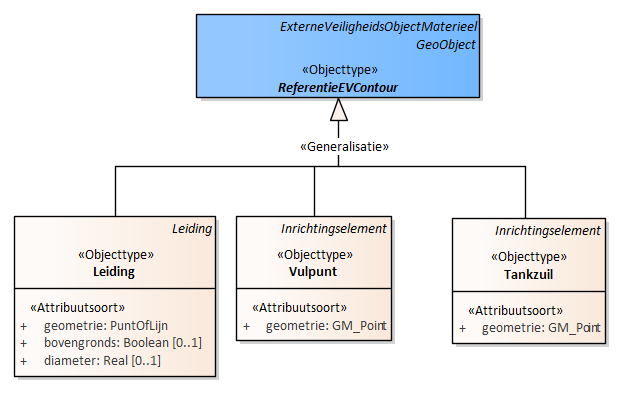 ExterneVeiligheidsObjectMaterieel
GeoObject
«Objecttype»
ReferentieEVContour
«Generalisatie»
Leiding
«Objecttype»
Leiding
«Attribuutsoort»
+ geometrie: PuntOfLijn
+ bovengronds: Boolean [0..1]
+ diameter: Real [0..1]
Inrichtingselement
«Objecttype»
Vulpunt
«Attribuutsoort»
+ geometrie: GM_Point
Inrichtingselement
«Objecttype»
Tankzuil
«Attribuutsoort»
+ geometrie: GM_Point